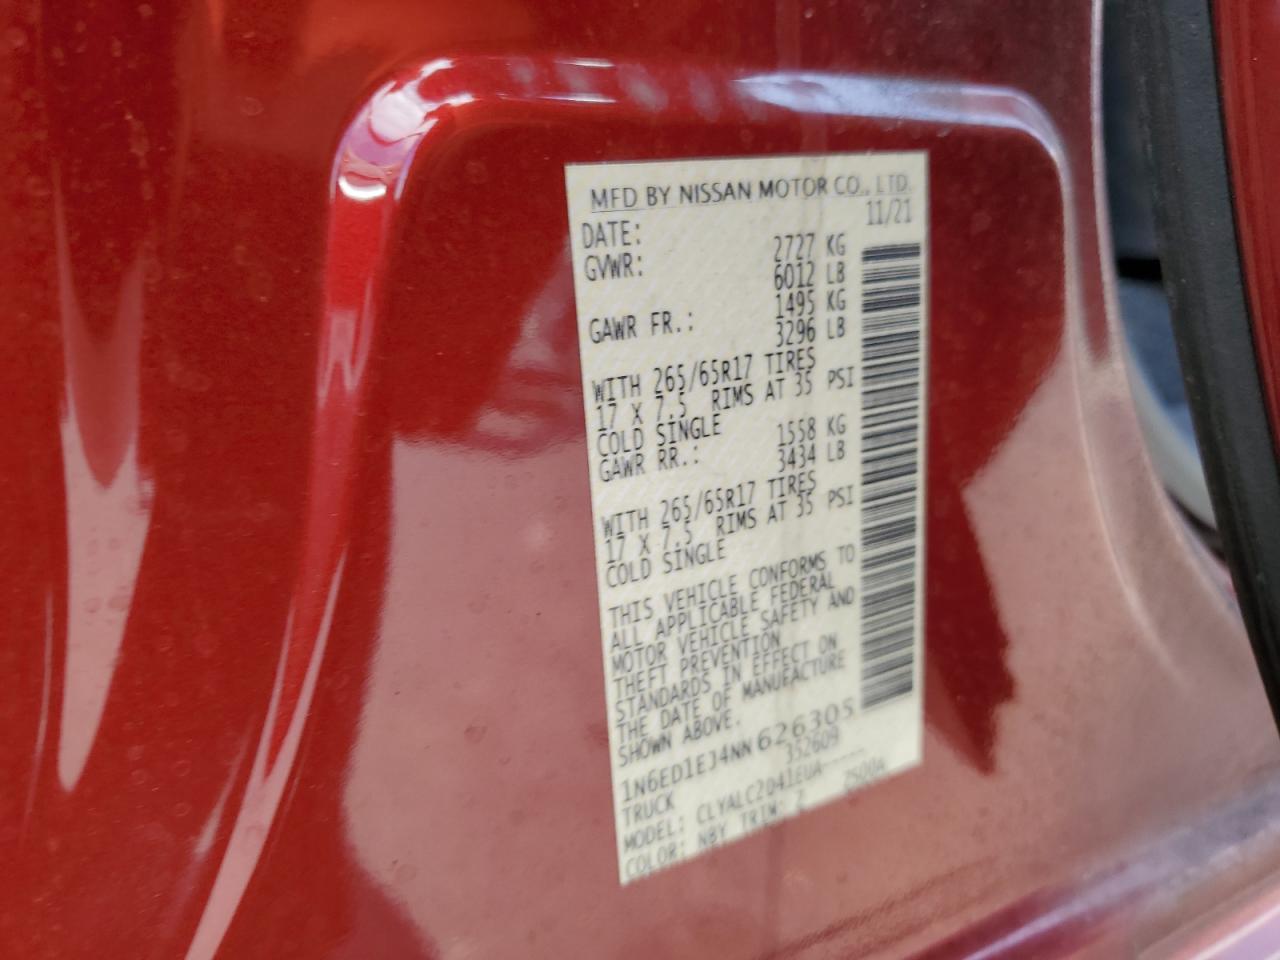 MFD BY NISSAN MOTOR CO., LTD.
DATE: 11/21
GVWR: 2727 KG
6012 LB
GAWR FR.: 1495 KG
3296 LB
WITH 265/65R17 TIRES
17 X 7.5 RIMS AT 35 PSI
COLD SINGLE
GAWR RR.: 1558 KG
3434 LB
WITH 265/65R17 TIRES
17 X 7.5 RIMS AT 35 PSI
COLD SINGLE
THIS VEHICLE CONFORMS TO
ALL APPLICABLE FEDERAL
MOTOR VEHICLE SAFETY AND
THEFT PREVENTION
STANDARDS IN EFFECT ON
THE DATE OF MANUFACTURE
SHOWN ABOVE.
1N6ED1EJ4NN626305
TRUCK 352609
MODEL: CLYALC2D41EUA-----
COLOR: NBY TRIM: Z